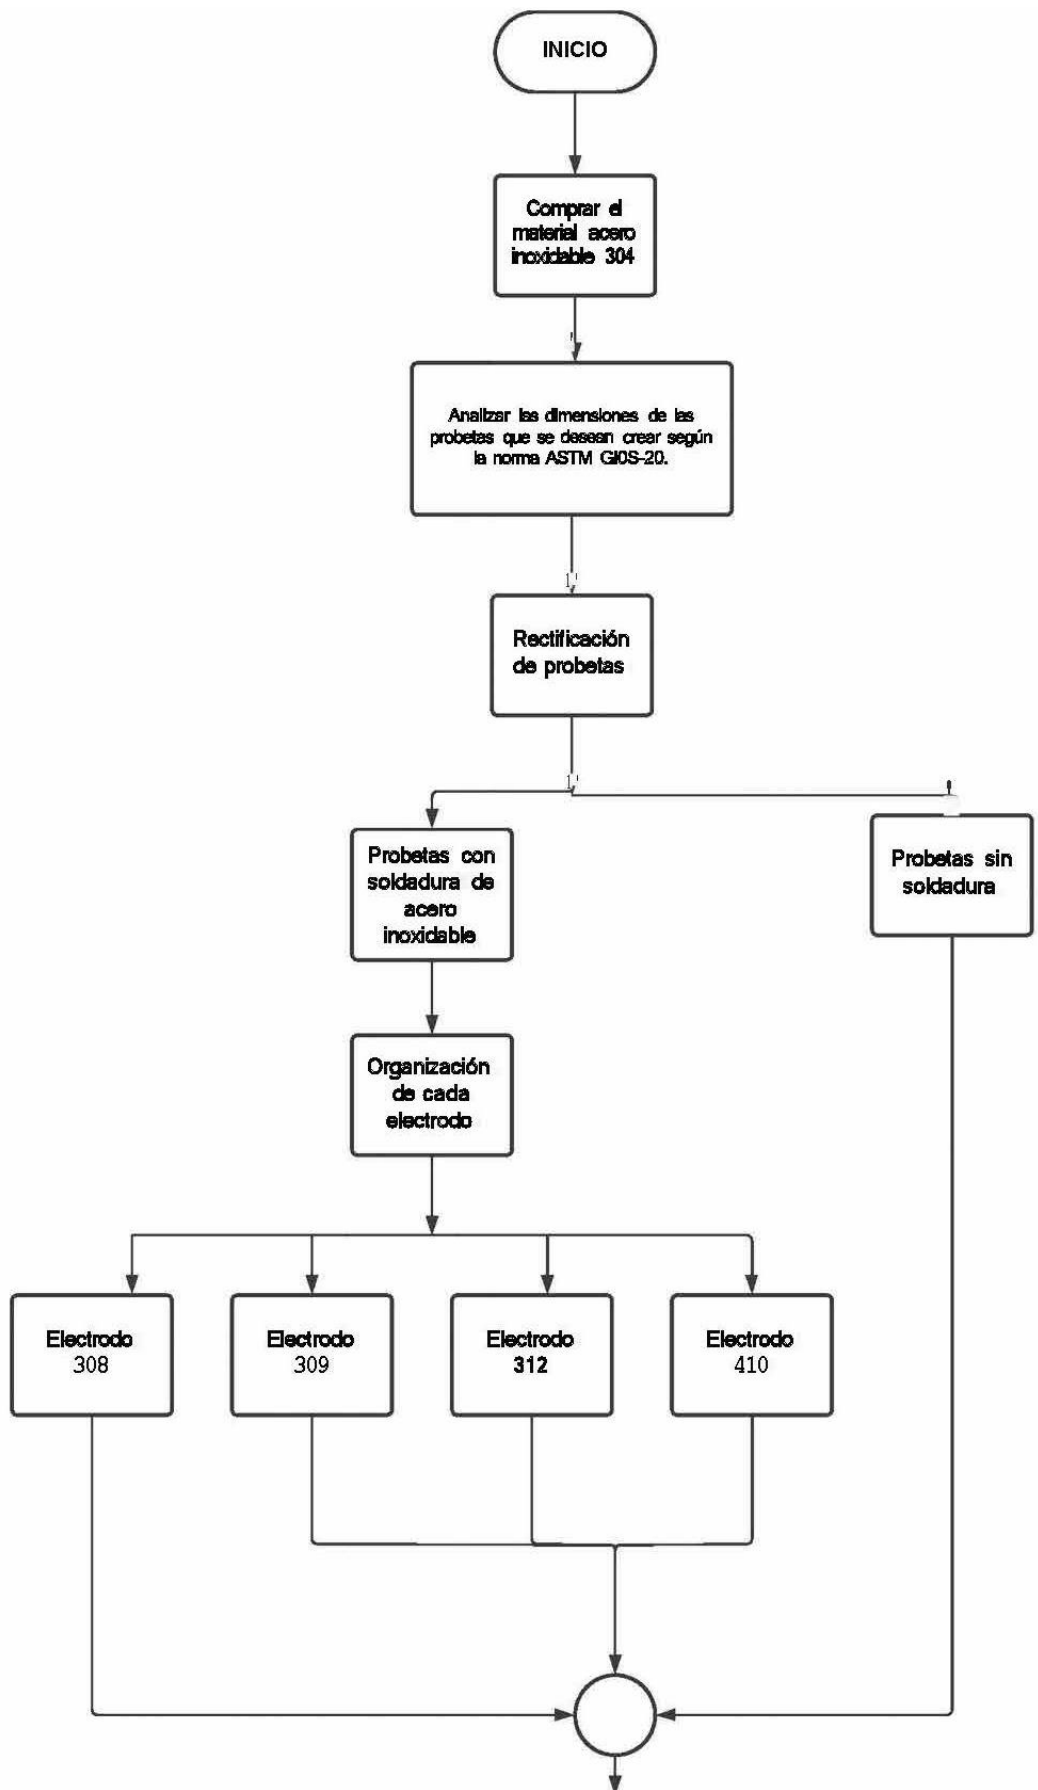 INICIO
Comprar el
material acero
inoxidable 304
Analizar las dimensiones de las
probetas que se desean crear según
la norma ASTM GI0S-20.
Rectificación
de probetas
Probetas con
soldadura de
acero
inoxidable
Probetas sin
soldadura
Organización
de cada
electrodo
Electrodo
308
Electrodo
309
Electrodo
312
Electrodo
410